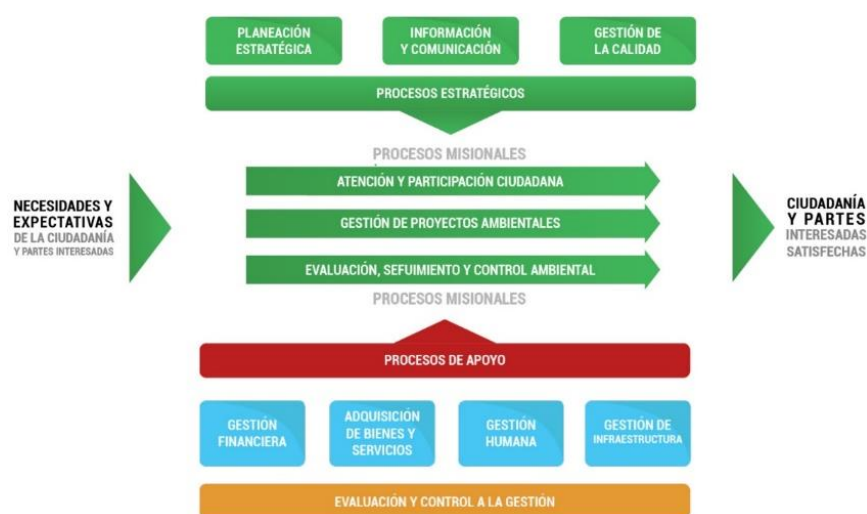 PLANEACIÓN
ESTRATÉGICA
INFORMACIÓN
Y COMUNICACIÓN
GESTIÓN DE
LA CALIDAD
PROCESOS ESTRATÉGICOS
PROCESOS MISIONALES
ATENCIÓN Y PARTICIPACIÓN CIUDADANA
GESTIÓN DE PROYECTOS AMBIENTALES
EVALUACIÓN, SEFUIMIENTO Y CONTROL AMBIENTAL
PROCESOS MISIONALES
NECESIDADES Y
EXPECTATIVAS
DE LA CIUDADANÍA
Y PARTES INTERESADAS
CIUDADANÍA
Y PARTES
INTERESADAS
SATISFECHAS
PROCESOS DE APOYO
GESTIÓN
FINANCIERA
ADQUISICIÓN
DE BIENES Y
SERVICIOS
GESTIÓN
HUMANA
GESTIÓN DE
INFRAESTRUCTURA
EVALUACIÓN Y CONTROL A LA GESTIÓN